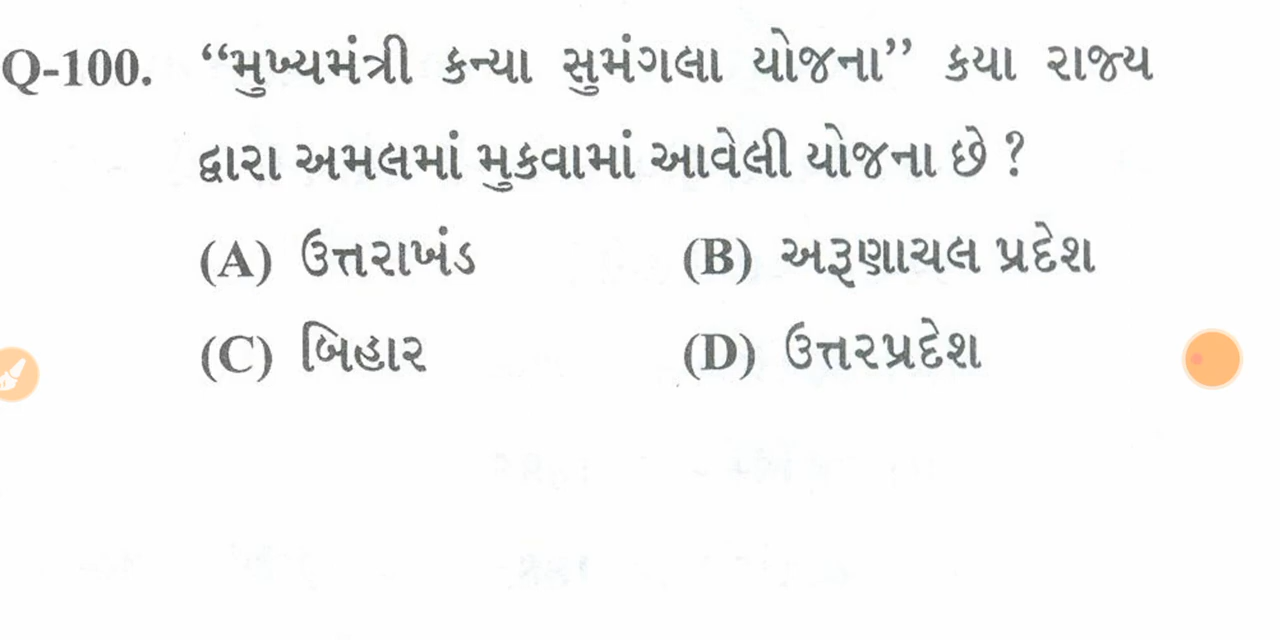 Q-100. “મુખ્યમંત્રી કન્યા સુમંગલા યોજના” કયા રાજ્ય
દ્વારા અમલમાં મુકવામાં આવેલી યોજના છે ?
(A) ઉત્તરાખંડ (B) અરૂણાચલ પ્રદેશ
(C) બિહાર (D) ઉત્તરપ્રદેશ